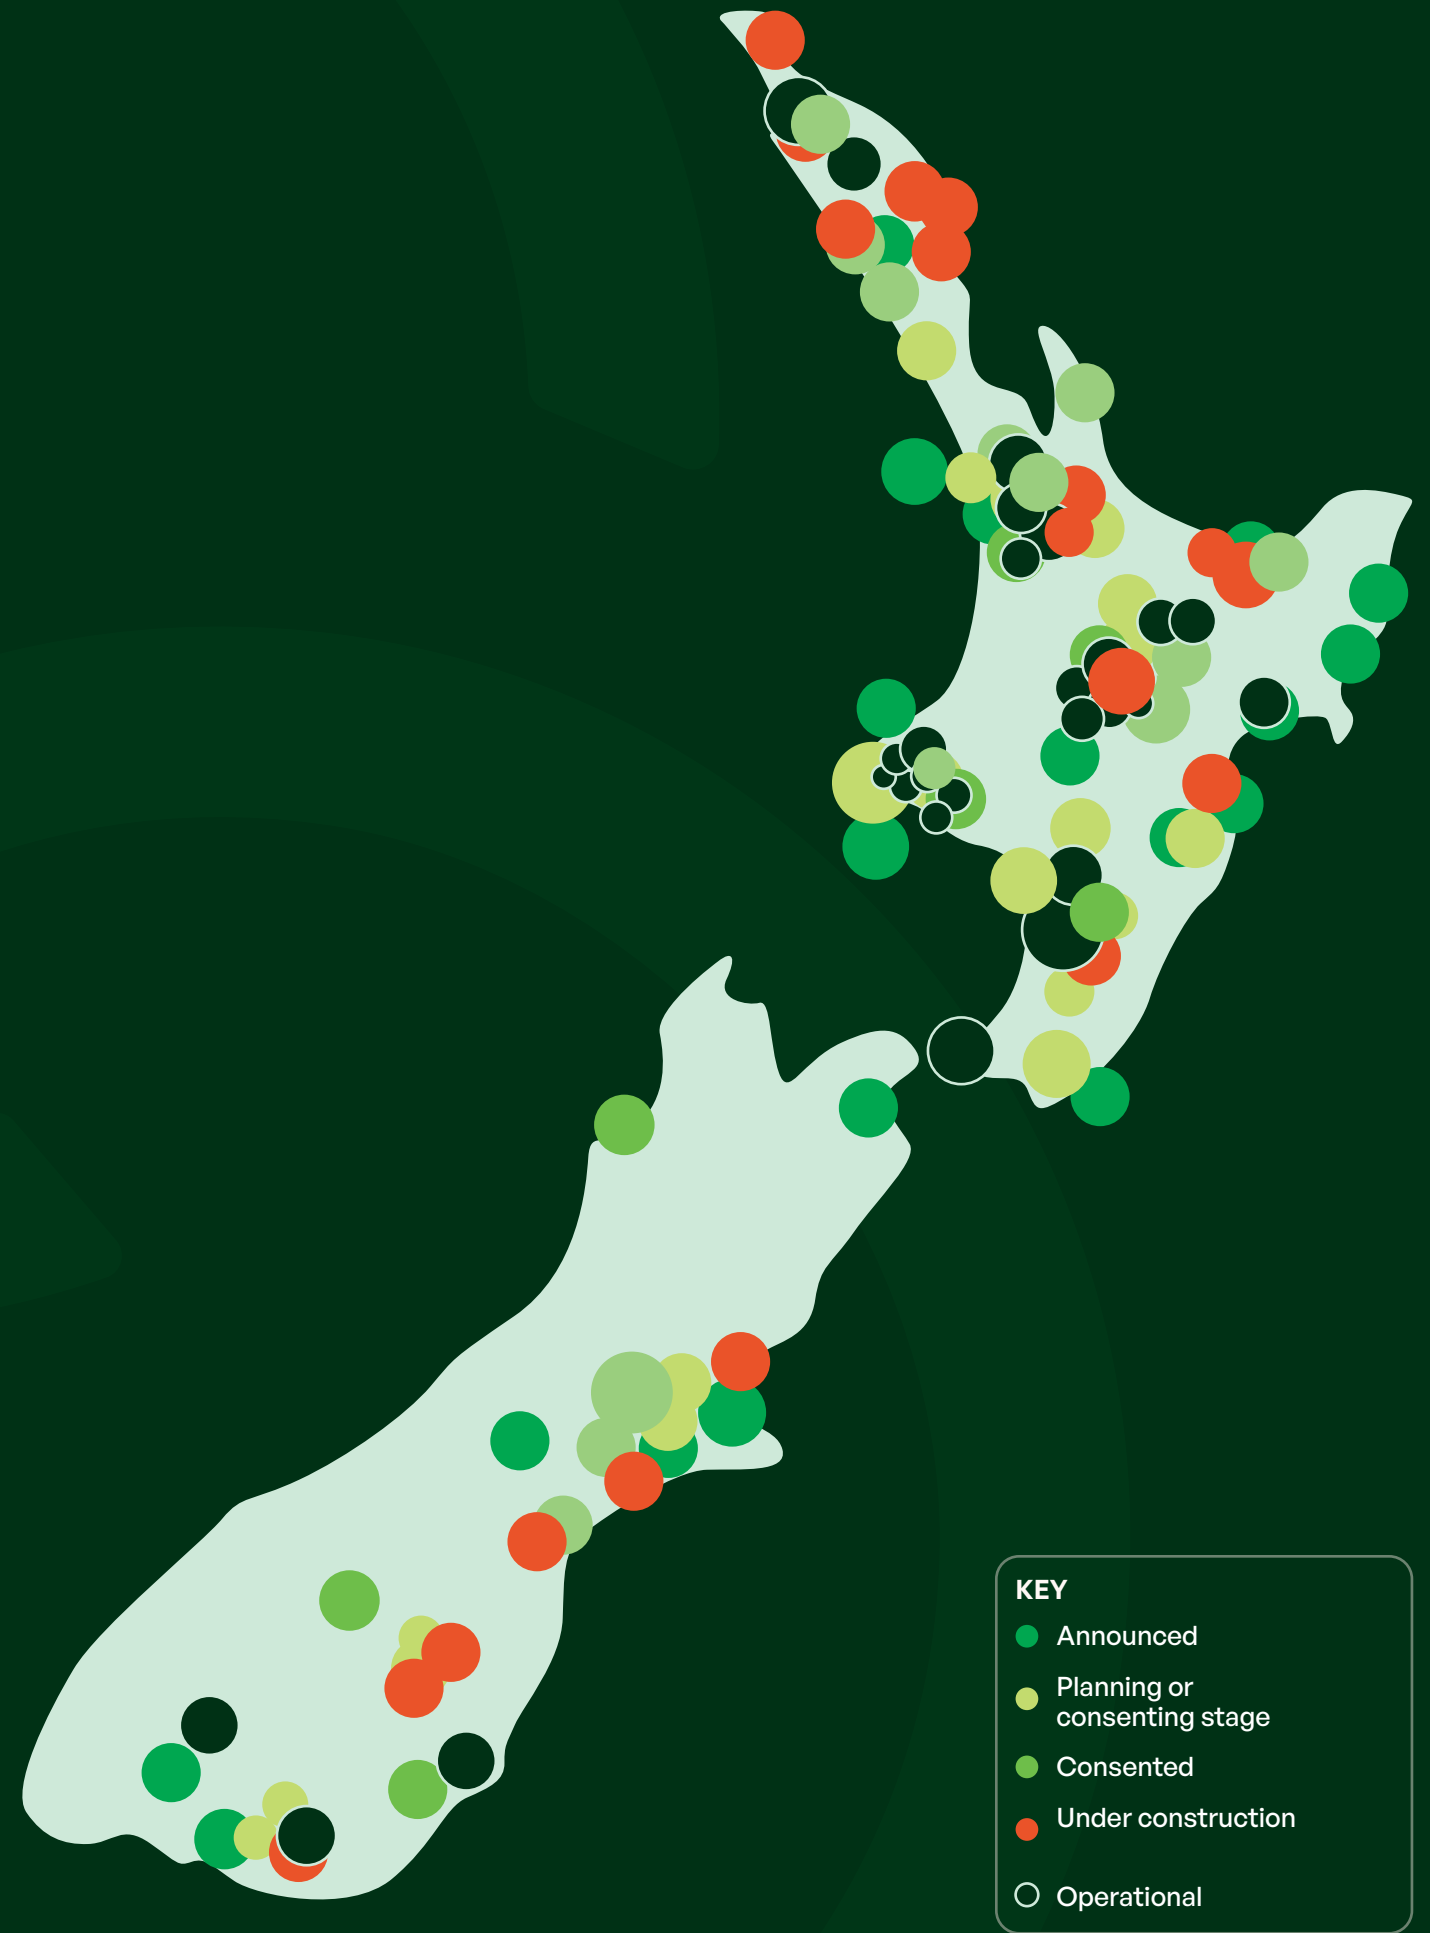 KEY
Announced
Planning or
consenting stage
Consented
Under construction
Operational